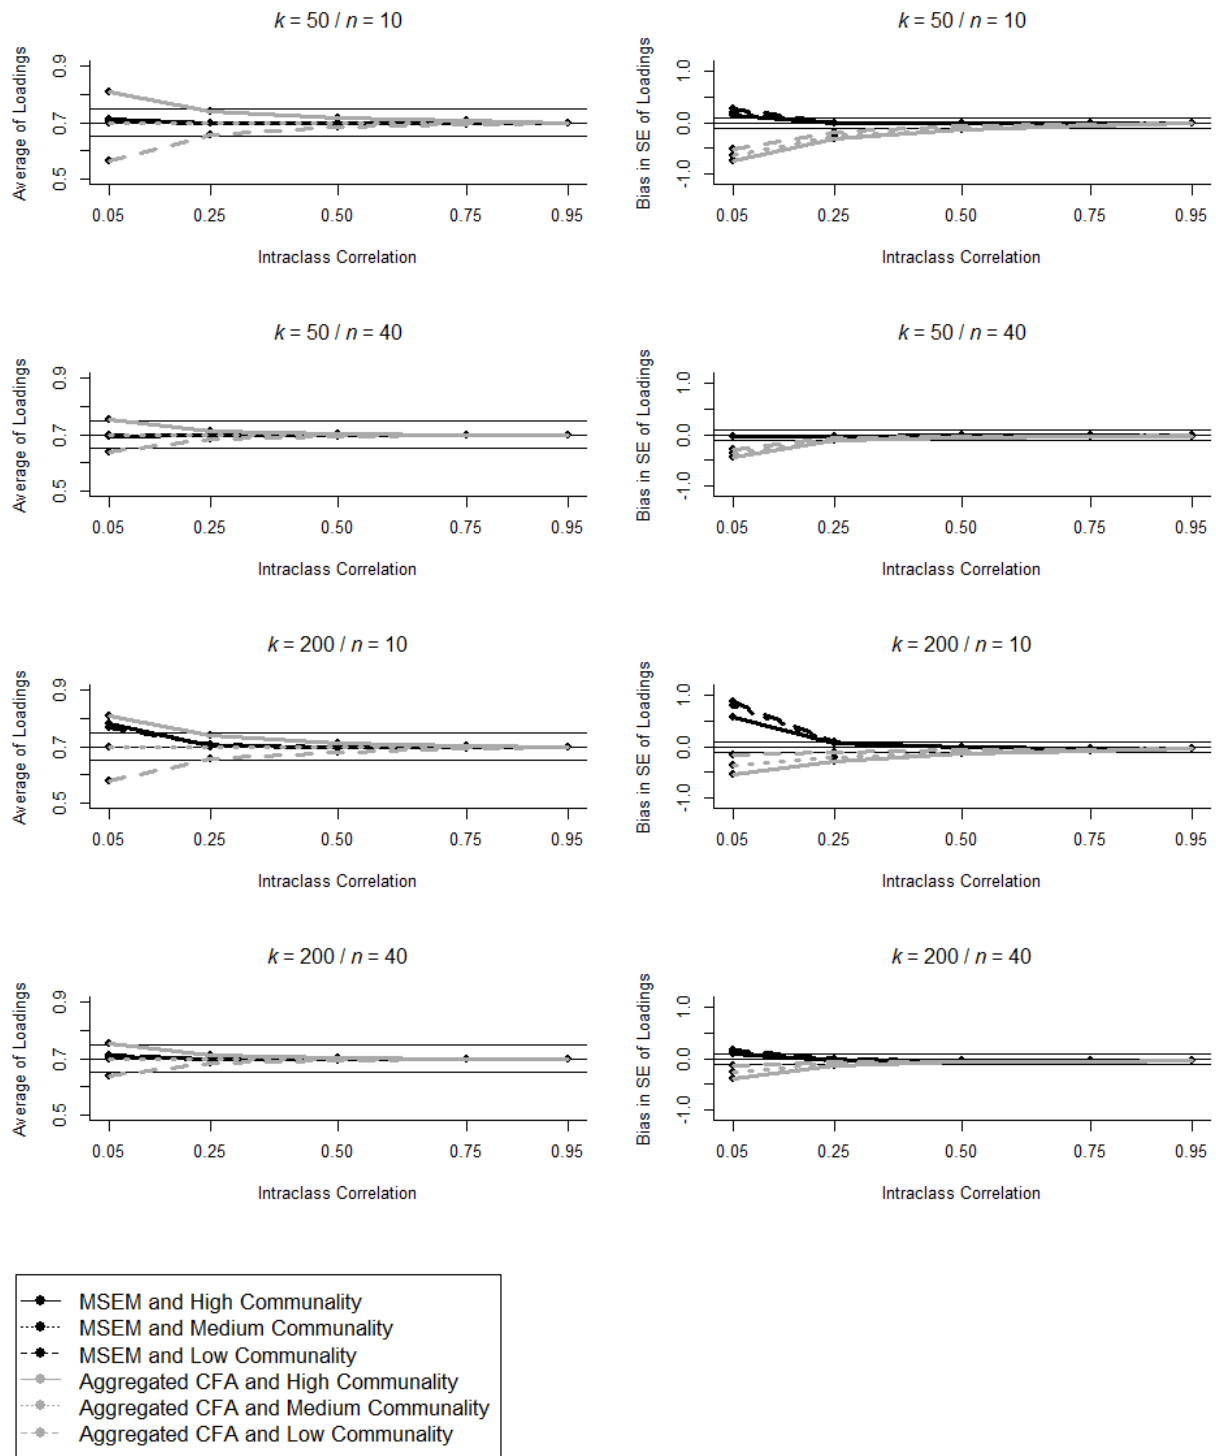 k = 50 / n = 10
Average of Loadings
0.5 0.7 0.9
0.05 0.25 0.50 0.75 0.95
Intraclass Correlation
k = 50 / n = 10
Bias in SE of Loadings
-1.0 0.0 1.0
0.05 0.25 0.50 0.75 0.95
Intraclass Correlation
k = 50 / n = 40
Average of Loadings
0.5 0.7 0.9
0.05 0.25 0.50 0.75 0.95
Intraclass Correlation
k = 50 / n = 40
Bias in SE of Loadings
-1.0 0.0 1.0
0.05 0.25 0.50 0.75 0.95
Intraclass Correlation
k = 200 / n = 10
Average of Loadings
0.5 0.7 0.9
0.05 0.25 0.50 0.75 0.95
Intraclass Correlation
k = 200 / n = 10
Bias in SE of Loadings
-1.0 0.0 1.0
0.05 0.25 0.50 0.75 0.95
Intraclass Correlation
k = 200 / n = 40
Average of Loadings
0.5 0.7 0.9
0.05 0.25 0.50 0.75 0.95
Intraclass Correlation
k = 200 / n = 40
Bias in SE of Loadings
-1.0 0.0 1.0
0.05 0.25 0.50 0.75 0.95
Intraclass Correlation
MSEM and High Communality
MSEM and Medium Communality
MSEM and Low Communality
Aggregated CFA and High Communality
Aggregated CFA and Medium Communality
Aggregated CFA and Low Communality